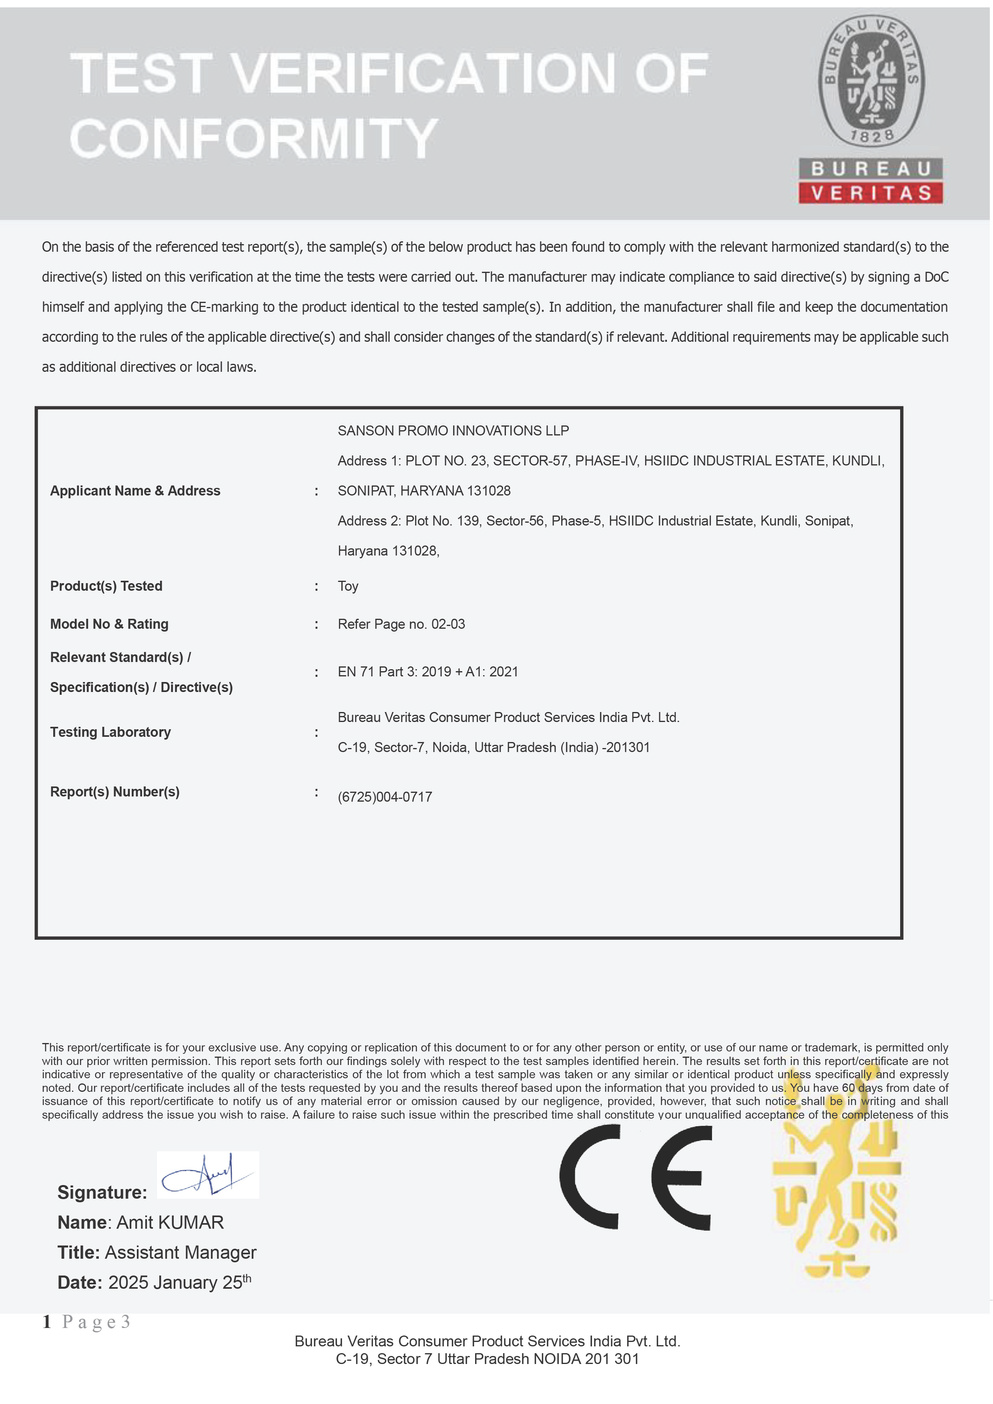 TEST VERIFICATION OF
CONFORMITY
BUREAU VERITAS
1828
BUREAU
VERITAS
On the basis of the referenced test report(s), the sample(s) of the below product has been found to comply with the relevant harmonized standard(s) to the
directive(s) listed on this verification at the time the tests were carried out. The manufacturer may indicate compliance to said directive(s) by signing a DoC
himself and applying the CE-marking to the product identical to the tested sample(s). In addition, the manufacturer shall file and keep the documentation
according to the rules of the applicable directive(s) and shall consider changes of the standard(s) if relevant. Additional requirements may be applicable such
as additional directives or local laws.
SANSON PROMO INNOVATIONS LLP
Address 1: PLOT NO. 23, SECTOR-57, PHASE-IV, HSIIDC INDUSTRIAL ESTATE, KUNDLI,
Applicant Name & Address : SONIPAT, HARYANA 131028
Address 2: Plot No. 139, Sector-56, Phase-5, HSIIDC Industrial Estate, Kundli, Sonipat,
Haryana 131028,
Product(s) Tested : Toy
Model No & Rating : Refer Page no. 02-03
Relevant Standard(s) /
Specification(s) / Directive(s) : EN 71 Part 3: 2019 + A1: 2021
Bureau Veritas Consumer Product Services India Pvt. Ltd.
Testing Laboratory :
C-19, Sector-7, Noida, Uttar Pradesh (India) -201301
Report(s) Number(s) : (6725)004-0717
This report/certificate is for your exclusive use. Any copying or replication of this document to or for any other person or entity, or use of our name or trademark, is permitted only
with our prior written permission. This report sets forth our findings solely with respect to the test samples identified herein. The results set forth in this report/certificate are not
indicative or representative of the quality or characteristics of the lot from which a test sample was taken or any similar or identical product unless specifically and expressly
noted. Our report/certificate includes all of the tests requested by you and the results thereof based upon the information that you provided to us. You have 60 days from date of
issuance of this report/certificate to notify us of any material error or omission caused by our negligence, provided, however, that such notice shall be in writing and shall
specifically address the issue you wish to raise. A failure to raise such issue within the prescribed time shall constitute your unqualified acceptance of the completeness of this
CE
Signature:
Name: Amit KUMAR
Title: Assistant Manager
Date: 2025 January 25th
1 Page3
Bureau Veritas Consumer Product Services India Pvt. Ltd.
C-19, Sector 7 Uttar Pradesh NOIDA 201 301